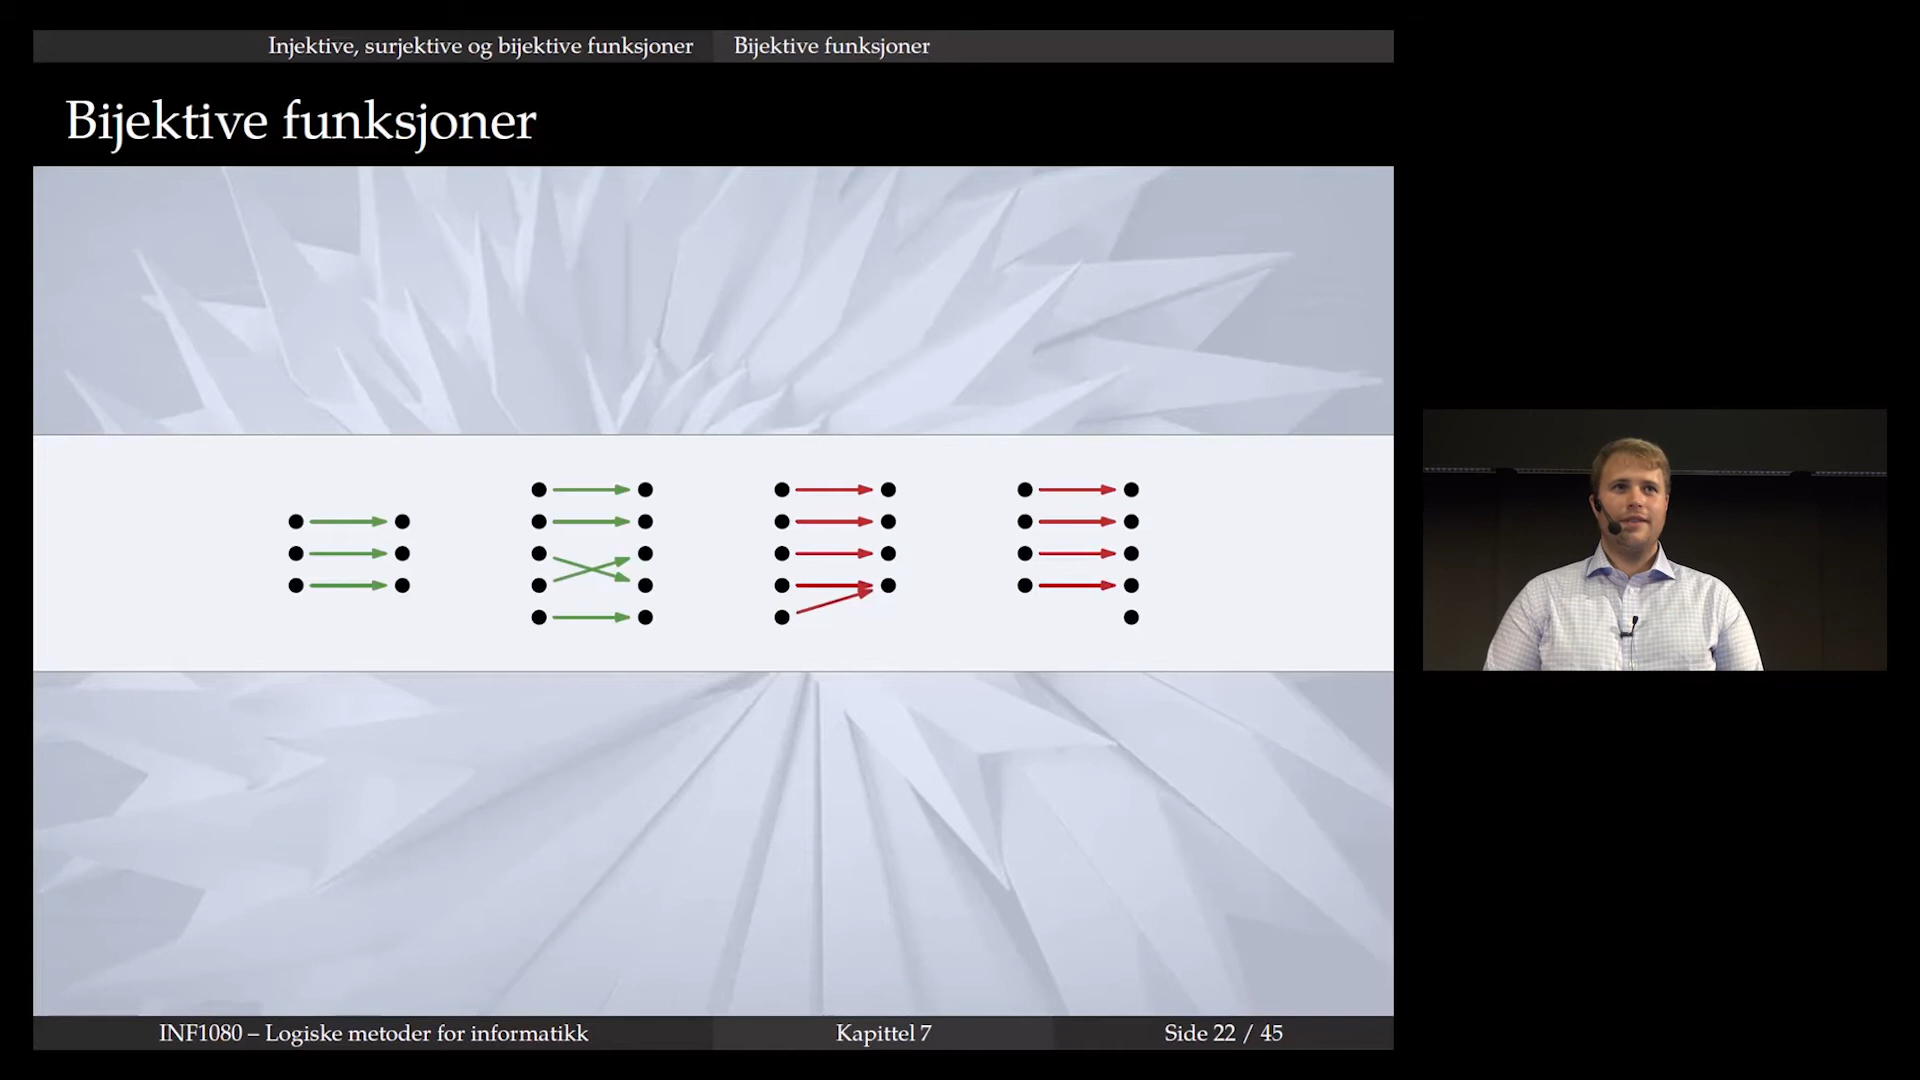 Injektive, surjektive og bijektive funksjoner Bijektive funksjoner
Bijektive funksjoner
INF1080 – Logiske metoder for informatikk Kapittel 7 Side 22 / 45